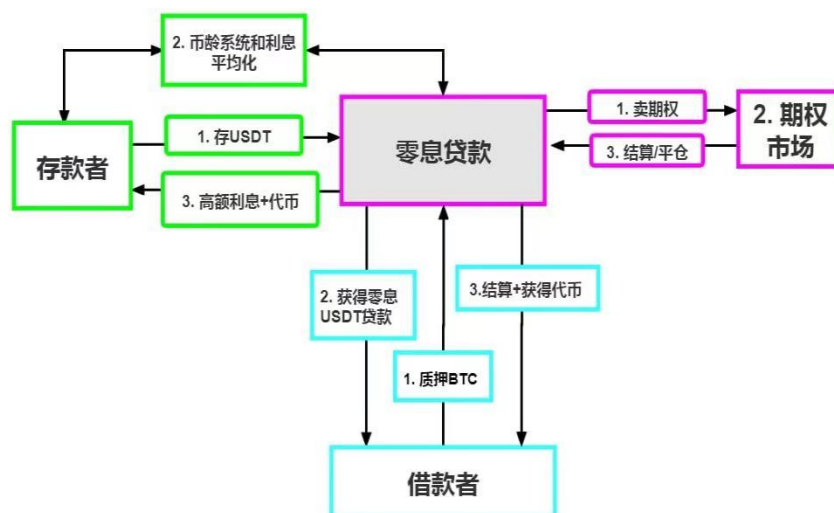 2. 币龄系统和利息
平均化
1. 存USDT
存款者
3. 高额利息+代币
零息贷款
1. 卖期权
3. 结算/平仓
2. 期权
市场
2. 获得零息
USDT贷款
3.结算+获得代币
1. 质押BTC
借款者